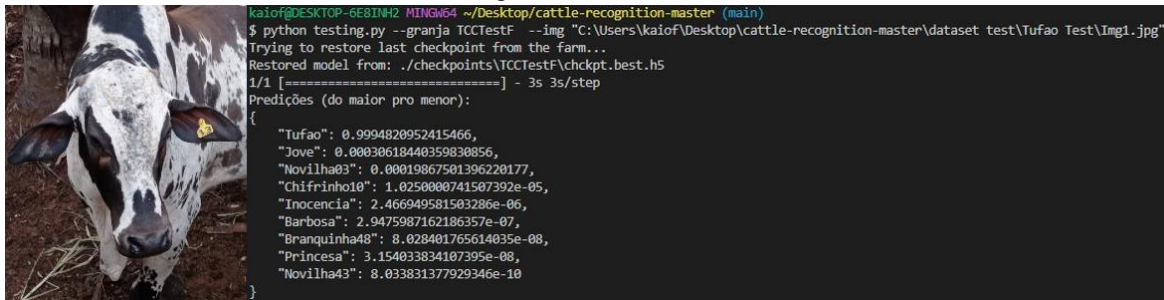 kaiof@DESKTOP-6E8INH2 MINGW64 ~/Desktop/cattle-recognition-master (main)
$ python testing.py --granja TCCTestF  --img "C:\Users\kaiof\Desktop\cattle-recognition-master\dataset test\Tufao Test\Img1.jpg"
Trying to restore last checkpoint from the farm...
Restored model from: ./checkpoints\TCCTestF\chckpt.best.h5
1/1 [==============================] - 3s 3s/step
Predições (do maior pro menor):
{
    "Tufao": 0.9994820952415466,
    "Jove": 0.00030618440359830856,
    "Novilha03": 0.00019867501396220177,
    "Chifrinho10": 1.0250000741507392e-05,
    "Inocencia": 2.466949581503286e-06,
    "Barbosa": 2.9475987162186357e-07,
    "Branquinha48": 8.028401765614035e-08,
    "Princesa": 3.154033834107395e-08,
    "Novilha43": 8.033831377929346e-10
}